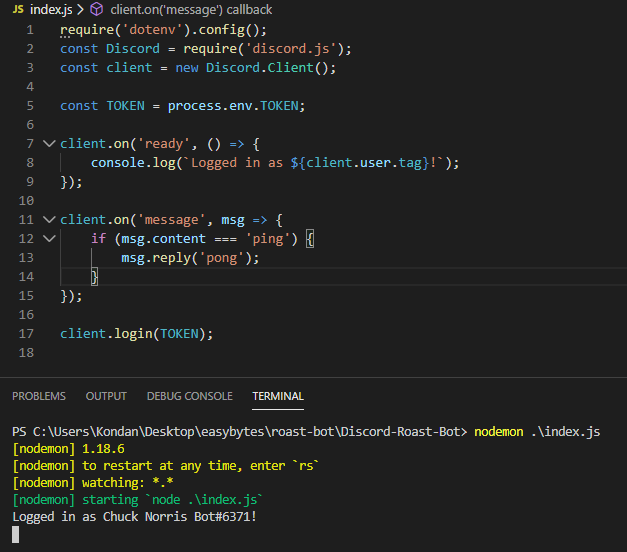 JS index.js > client.on('message') callback
1 require('dotenv').config();
2 const Discord = require('discord.js');
3 const client = new Discord.Client();
4
5 const TOKEN = process.env.TOKEN;
6
7 client.on('ready', () => {
8     console.log(`Logged in as ${client.user.tag}!`);
9 });
10
11 client.on('message', msg => {
12     if (msg.content === 'ping') {
13         msg.reply('pong');
14     }
15 });
16
17 client.login(TOKEN);
18
PROBLEMS OUTPUT DEBUG CONSOLE TERMINAL
PS C:\Users\Kondan\Desktop\easybytes\roast-bot\Discord-Roast-Bot> nodemon .\index.js
[nodemon] 1.18.6
[nodemon] to restart at any time, enter `rs`
[nodemon] watching: *.*
[nodemon] starting `node .\index.js`
Logged in as Chuck Norris Bot#6371!